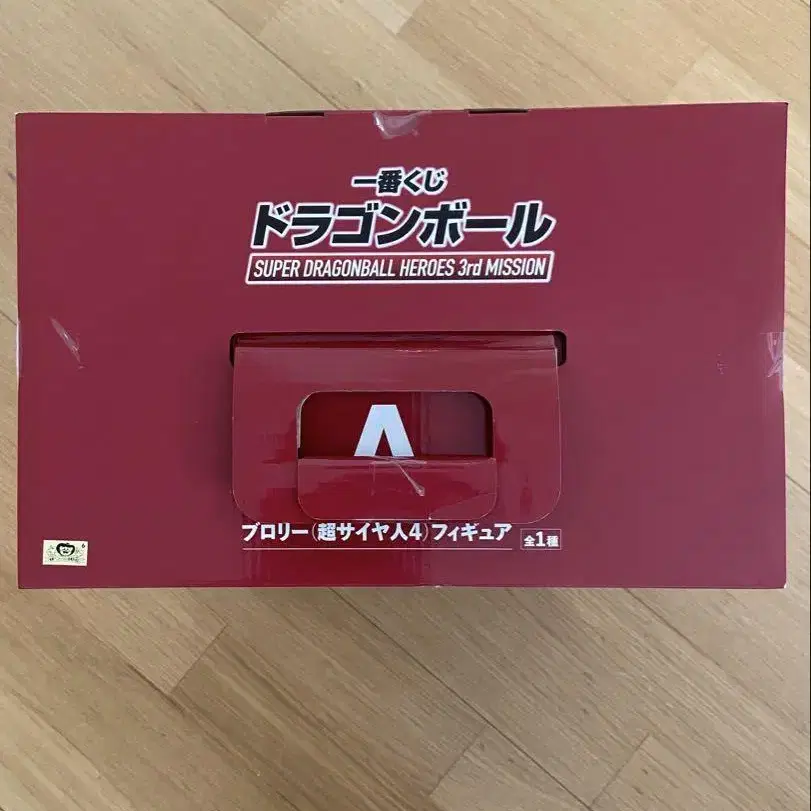 一番くじ
ドラゴンボール
SUPER DRAGONBALL HEROES 3rd MISSION
A
ブロリー(超サイヤ人4)フィギュア 全1種